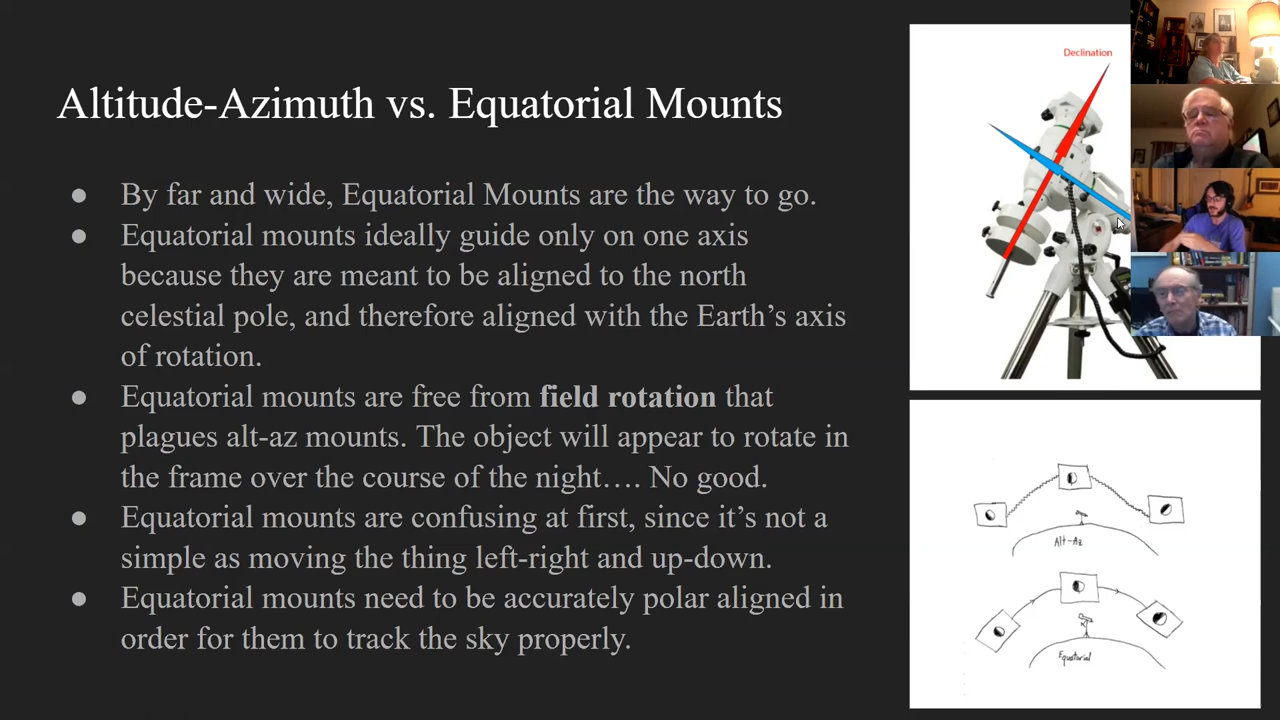 Altitude-Azimuth vs. Equatorial Mounts
● By far and wide, Equatorial Mounts are the way to go.
● Equatorial mounts ideally guide only on one axis
because they are meant to be aligned to the north
celestial pole, and therefore aligned with the Earth’s axis
of rotation.
● Equatorial mounts are free from field rotation that
plagues alt-az mounts. The object will appear to rotate in
the frame over the course of the night…. No good.
● Equatorial mounts are confusing at first, since it’s not a
simple as moving the thing left-right and up-down.
● Equatorial mounts need to be accurately polar aligned in
order for them to track the sky properly.
Declination
Alt-Az
Equatorial